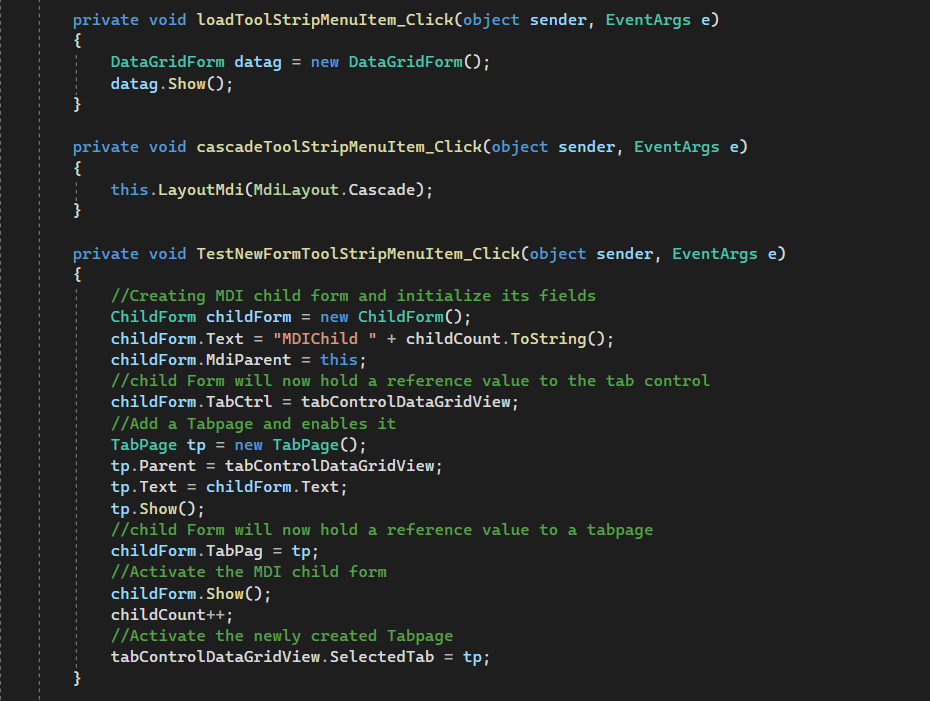 private void loadToolStripMenuItem_Click(object sender, EventArgs e)
{
DataGridForm datag = new DataGridForm();
datag.Show();
}
private void cascadeToolStripMenuItem_Click(object sender, EventArgs e)
{
this.LayoutMdi(MdiLayout.Cascade);
}
private void TestNewFormToolStripMenuItem_Click(object sender, EventArgs e)
{
//Creating MDI child form and initialize its fields
ChildForm childForm = new ChildForm();
childForm.Text = "MDIChild " + childCount.ToString();
childForm.MdiParent = this;
//child Form will now hold a reference value to the tab control
childForm.TabCtrl = tabControlDataGridView;
//Add a Tabpage and enables it
TabPage tp = new TabPage();
tp.Parent = tabControlDataGridView;
tp.Text = childForm.Text;
tp.Show();
//child Form will now hold a reference value to a tabpage
childForm.TabPag = tp;
//Activate the MDI child form
childForm.Show();
childCount++;
//Activate the newly created Tabpage
tabControlDataGridView.SelectedTab = tp;
}